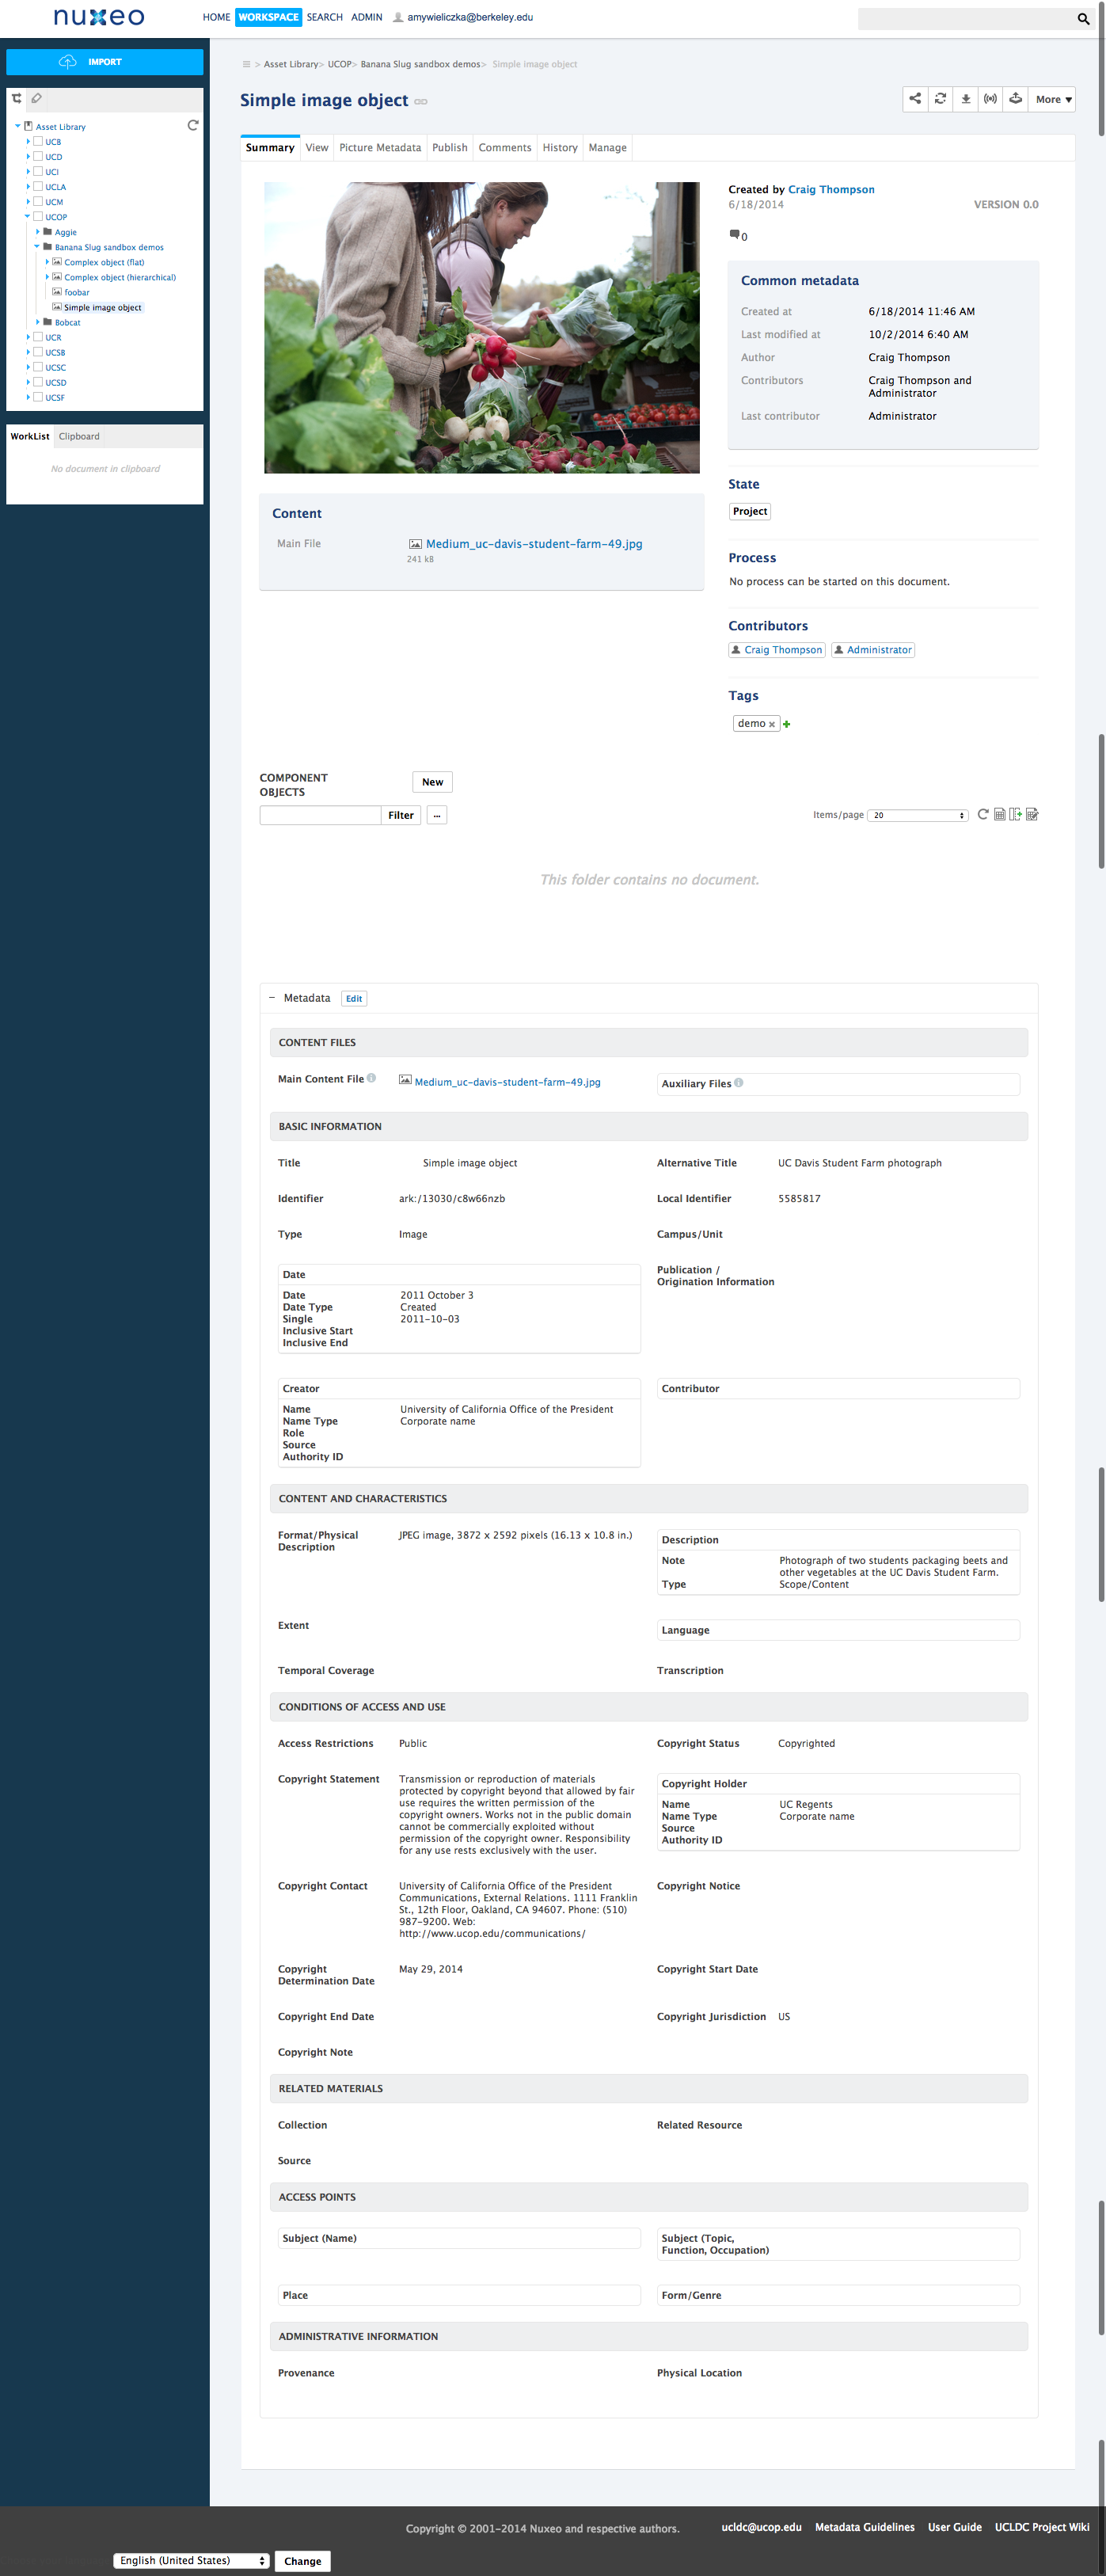 nuxeo
HOME WORKSPACE SEARCH ADMIN amywieliczka@berkeley.edu
IMPORT
Asset Library
UCB
UCD
UCI
UCLA
UCM
UCOP
Aggie
Banana Slug sandbox demos
Complex object (flat)
Complex object (hierarchical)
foobar
Simple image object
Bobcat
UCR
UCSB
UCSC
UCSD
UCSF
WorkList Clipboard
No document in clipboard
> Asset Library> UCOP> Banana Slug sandbox demos> Simple image object
Simple image object
More
Summary View Picture Metadata Publish Comments History Manage
Content
Main File Medium_uc-davis-student-farm-49.jpg
241 kB
Created by Craig Thompson
6/18/2014 VERSION 0.0
0
Common metadata
Created at 6/18/2014 11:46 AM
Last modified at 10/2/2014 6:40 AM
Author Craig Thompson
Contributors Craig Thompson and
Administrator
Last contributor Administrator
State
Project
Process
No process can be started on this document.
Contributors
Craig Thompson Administrator
Tags
demo
COMPONENT
OBJECTS
New
Filter ... Items/page 20
This folder contains no document.
− Metadata Edit
CONTENT FILES
Main Content File Medium_uc-davis-student-farm-49.jpg Auxiliary Files
BASIC INFORMATION
Title Simple image object Alternative Title UC Davis Student Farm photograph
Identifier ark:/13030/c8w66nzb Local Identifier 5585817
Type Image Campus/Unit
Date
Date 2011 October 3
Date Type Created
Single 2011-10-03
Inclusive Start
Inclusive End
Publication /
Origination Information
Creator
Name University of California Office of the President
Name Type Corporate name
Role
Source
Authority ID
Contributor
CONTENT AND CHARACTERISTICS
Format/Physical
Description
JPEG image, 3872 x 2592 pixels (16.13 x 10.8 in.)
Description
Note Photograph of two students packaging beets and
other vegetables at the UC Davis Student Farm.
Type Scope/Content
Extent Language
Temporal Coverage Transcription
CONDITIONS OF ACCESS AND USE
Access Restrictions Public Copyright Status Copyrighted
Copyright Statement Transmission or reproduction of materials
protected by copyright beyond that allowed by fair
use requires the written permission of the
copyright owners. Works not in the public domain
cannot be commercially exploited without
permission of the copyright owner. Responsibility
for any use rests exclusively with the user.
Copyright Holder
Name UC Regents
Name Type Corporate name
Source
Authority ID
Copyright Contact University of California Office of the President
Communications, External Relations. 1111 Franklin
St., 12th Floor, Oakland, CA 94607. Phone: (510)
987-9200. Web:
http://www.ucop.edu/communications/
Copyright Notice
Copyright
Determination Date
May 29, 2014
Copyright Start Date
Copyright End Date Copyright Jurisdiction US
Copyright Note
RELATED MATERIALS
Collection Related Resource
Source
ACCESS POINTS
Subject (Name) Subject (Topic,
Function, Occupation)
Place Form/Genre
ADMINISTRATIVE INFORMATION
Provenance Physical Location
Copyright © 2001-2014 Nuxeo and respective authors. ucldc@ucop.edu Metadata Guidelines User Guide UCLDC Project Wiki
English (United States) Change